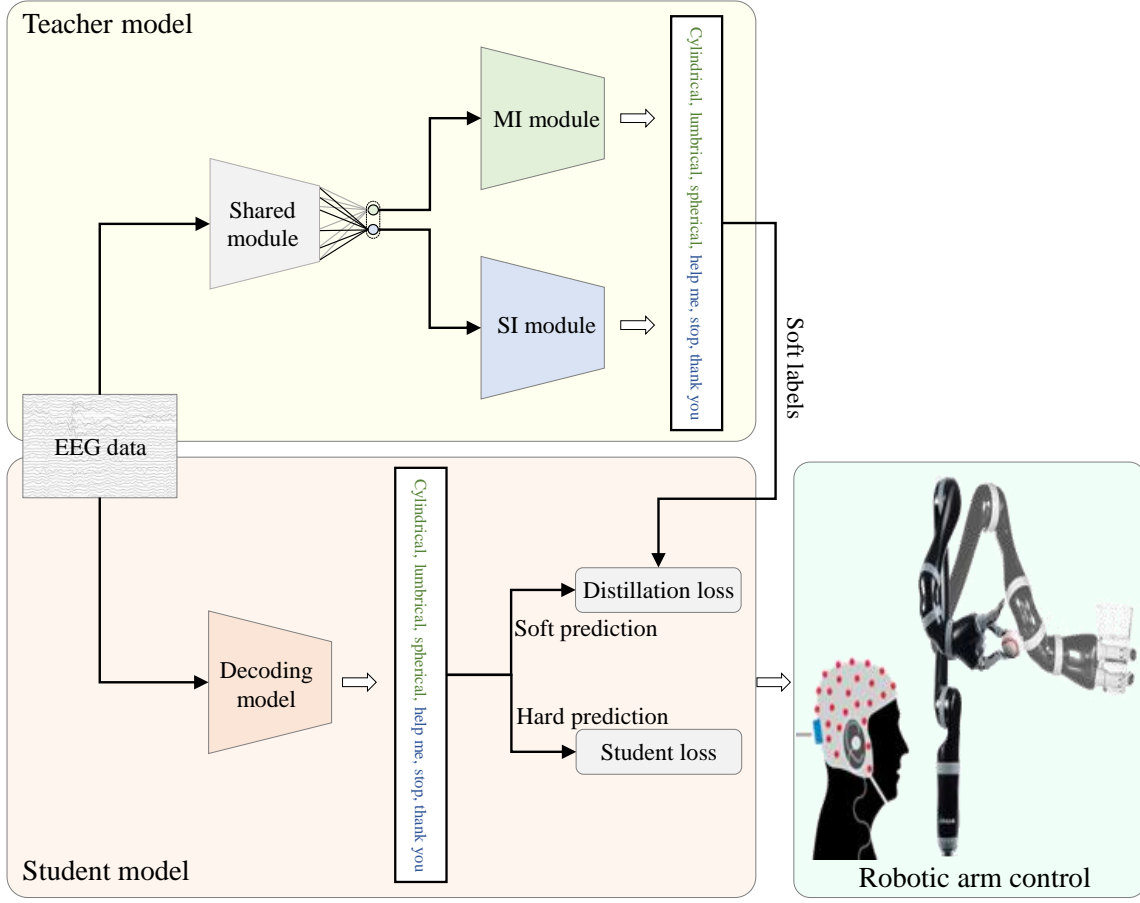 Teacher model
MI module
Shared
module
SI module
Cylindrical, lumbrical, spherical, help me, stop, thank you
Soft labels
EEG data
Cylindrical, lumbrical, spherical, help me, stop, thank you
Decoding
model
Distillation loss
Soft prediction
Hard prediction
Student loss
Student model
Robotic arm control